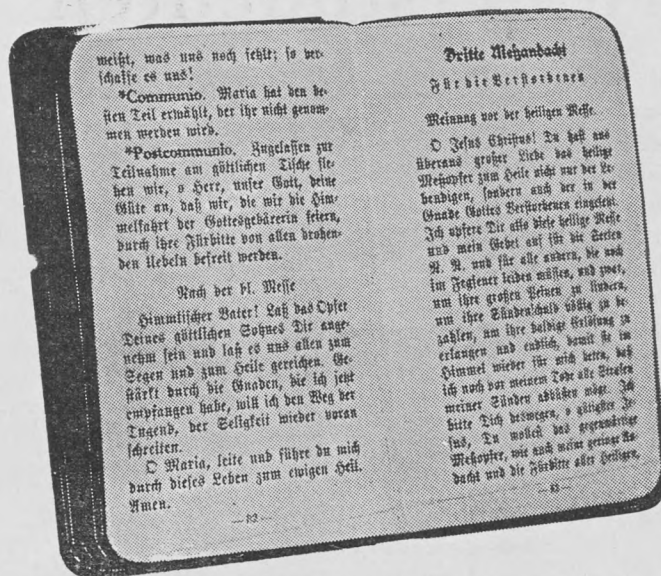 weißt, was uns noch fehlt; so ver-
schaffe es uns!
*Communio. Maria hat den be-
sten Teil erwählt, der ihr nicht genom-
men werden wird.
*Postcommunio. Zugelassen zur
Teilnahme am göttlichen Tische fle-
hen wir, o Herr, unser Gott, deine
Güte an, daß wir, die wir die Him-
melfahrt der Gottesgebärerin feiern,
durch ihre Fürbitte von allen drohen-
den Uebeln befreit werden.
Nach der hl. Messe
Himmlischer Vater! Laß das Opfer
Deines göttlichen Sohnes Dir ange-
nehm sein und laß es uns allen zum
Segen und zum Heile gereichen. Ge-
stärkt durch die Gnaden, die ich jetzt
empfangen habe, will ich den Weg der
Tugend, der Seligkeit wieder voran
schreiten.
O Maria, leite und führe du mich
durch dieses Leben zum ewigen Heil.
Amen.
Dritte Meßandacht
Für die Verstorbenen
Meinung vor der heiligen Messe.
O Jesus Christus! Du hast aus
überaus großer Liebe das heilige
Meßopfer zum Heile nicht nur der Le-
bendigen, sondern auch der in der
Gnade Gottes Verstorbenen eingesetzt.
Ich opfere Dir also diese heilige Messe
und mein Gebet auf für die Seelen
N. N. und für alle andern, die noch
im Fegfeuer leiden müssen, und zwar,
um ihre großen Peinen zu lindern,
um ihre Sündenschuld völlig zu be-
zahlen, um ihre baldige Erlösung zu
erlangen und endlich, damit sie im
Himmel wieder für mich beten, daß
ich noch vor meinem Tode alle Strafen
meiner Sünden abbüßen möge. Ich
bitte Dich deswegen, o gütigster Je-
sus, Du wollest das gegenwärtige
Meßopfer, wie auch meine geringe An-
dacht und die Fürbitte aller Heiligen,